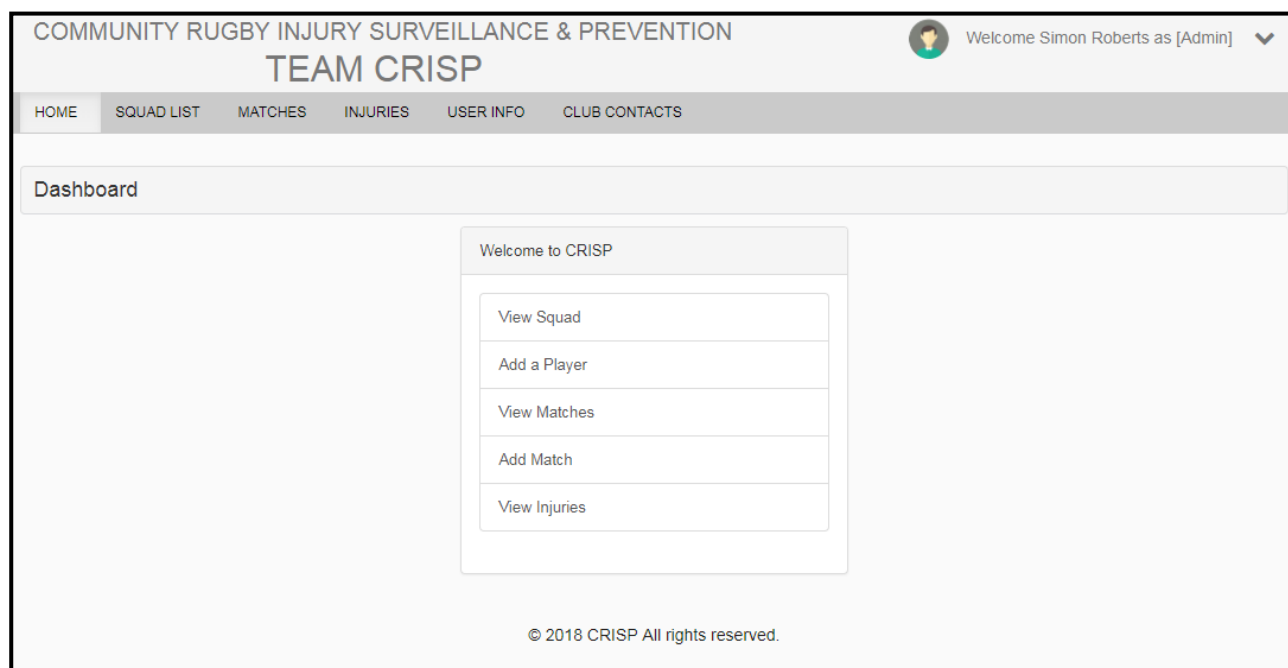 COMMUNITY RUGBY INJURY SURVEILLANCE & PREVENTION
TEAM CRISP
Welcome Simon Roberts as [Admin]
HOME SQUAD LIST MATCHES INJURIES USER INFO CLUB CONTACTS
Dashboard
Welcome to CRISP
View Squad
Add a Player
View Matches
Add Match
View Injuries
© 2018 CRISP All rights reserved.